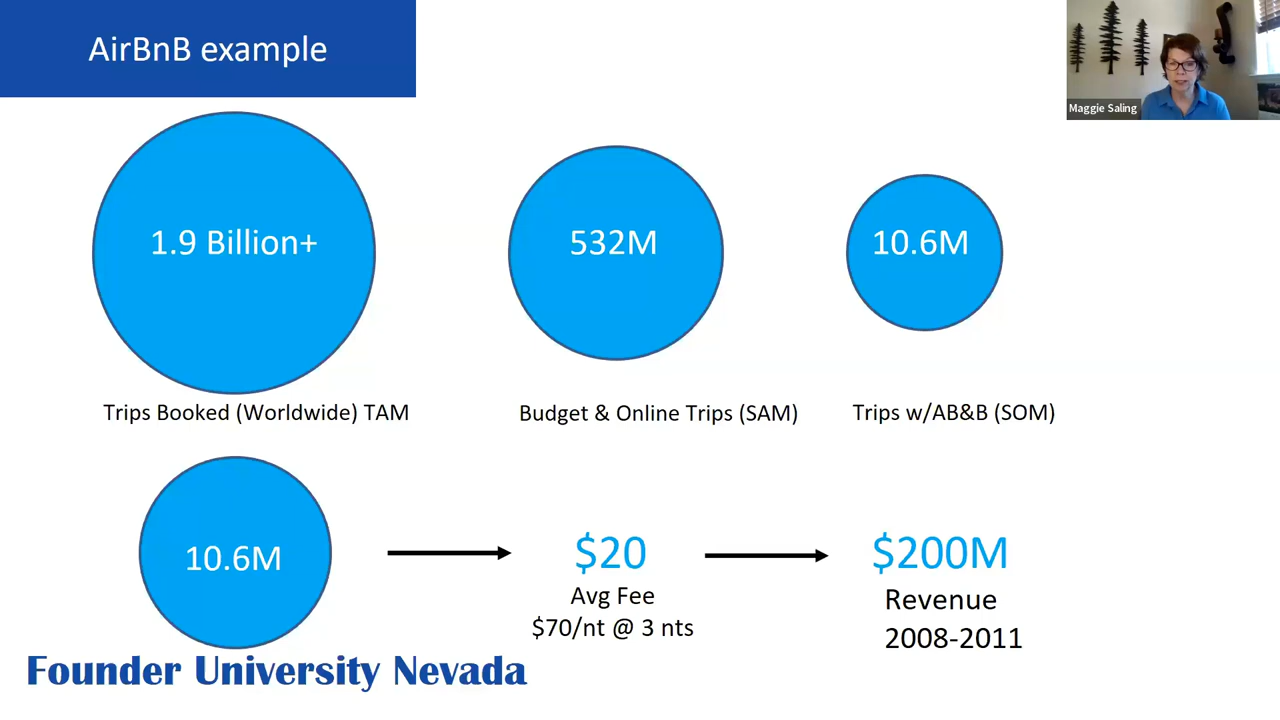 AirBnB example
Maggie Saling
1.9 Billion+
532M
10.6M
Trips Booked (Worldwide) TAM
Budget & Online Trips (SAM)
Trips w/AB&B (SOM)
10.6M
$20
Avg Fee
$70/nt @ 3 nts
$200M
Revenue
2008-2011
Founder University Nevada